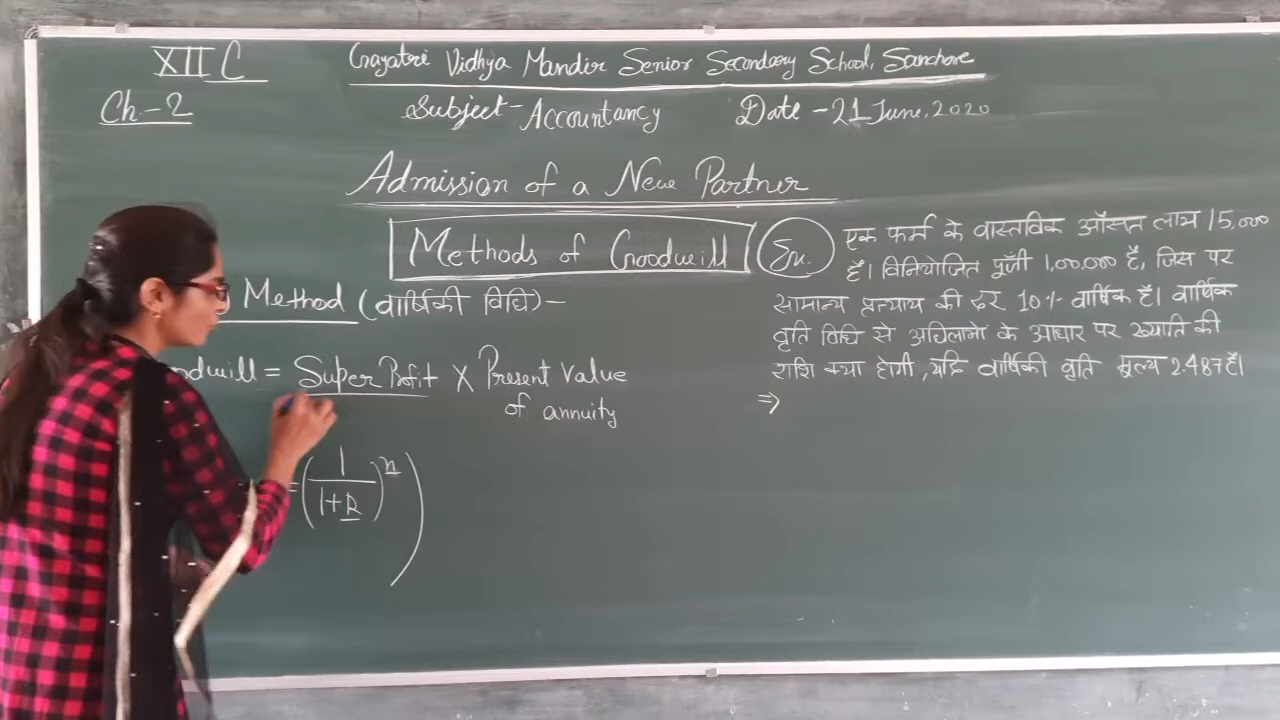 XII C
Gayatri Vidhya Mandir Senior Secondary School, Sanchore
Ch-2
Subject-Accountancy
Date - 21 June, 2020
Admission of a New Partner
Methods of Goodwill
Method (वार्षिकी विधि)-
Goodwill = Super Profit X Present Value
of annuity
= (1/(1+R))^n )
Ex.
एक फर्म के वास्तविक औसत लाभ 15,000
है। विनियोजित पूँजी 1,00,000 है, जिस पर
सामान्य प्रत्याय की दर 10% वार्षिक है। वार्षिक
वृति विधि से अधिलाभो के आधार पर ख्याति की
राशि क्या होगी, यदि वार्षिकी वृति मूल्य 2.487 है।
⇒